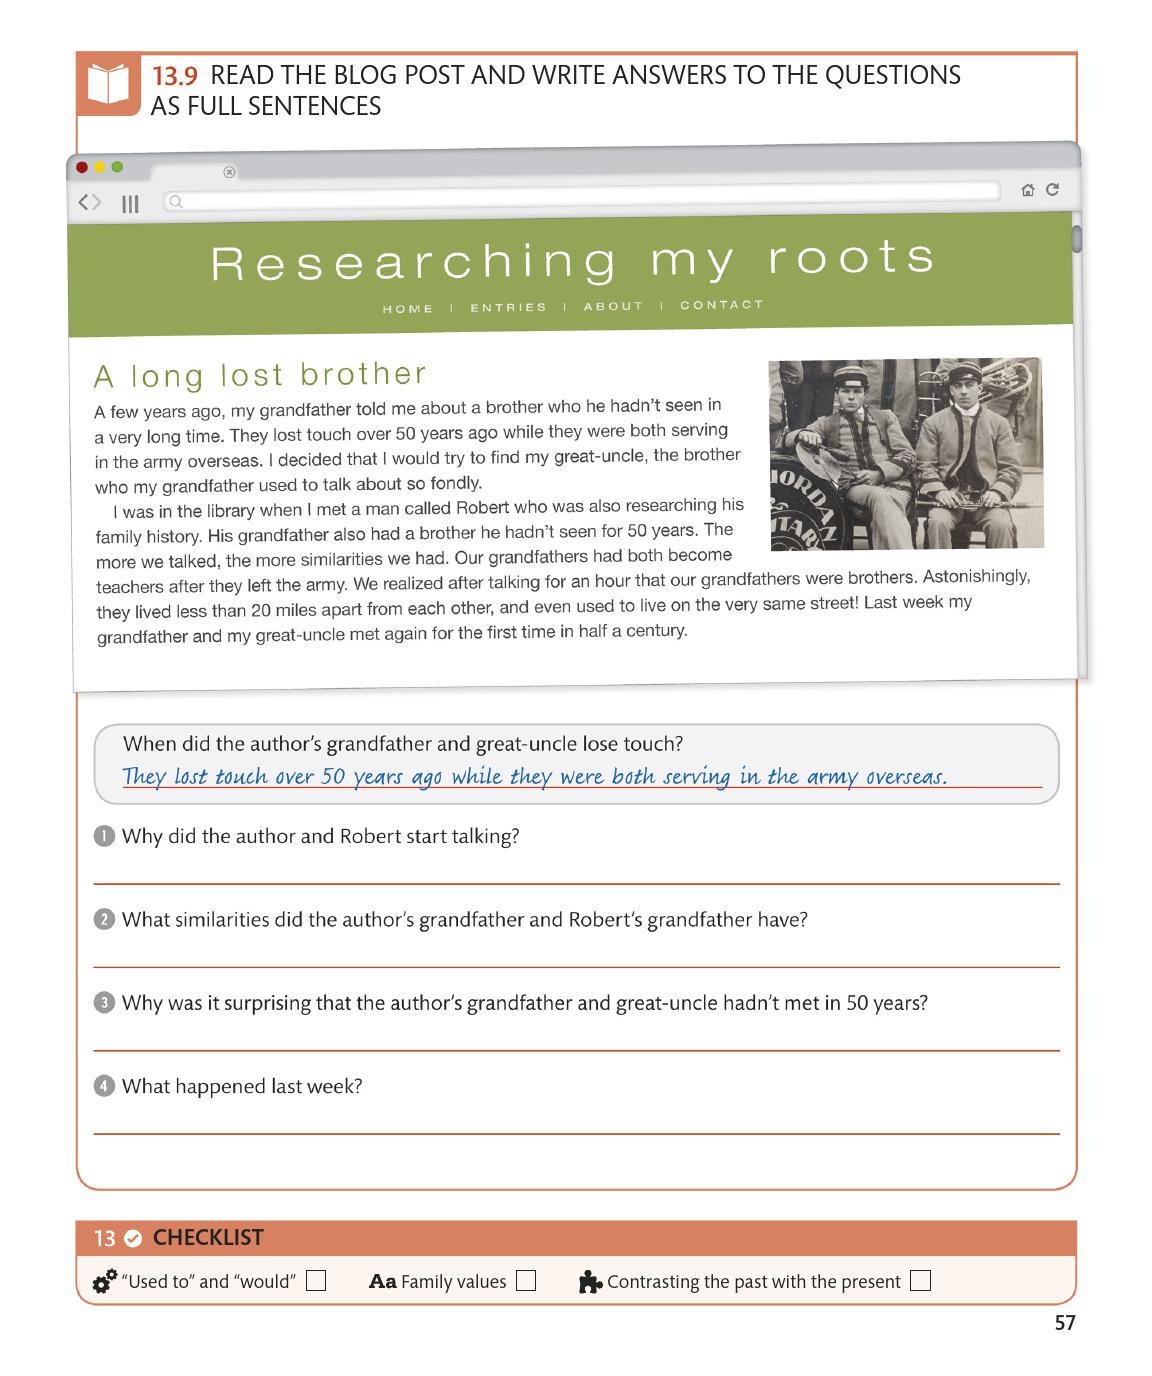 13.9 READ THE BLOG POST AND WRITE ANSWERS TO THE QUESTIONS
AS FULL SENTENCES
Researching my roots
HOME | ENTRIES | ABOUT | CONTACT
A long lost brother
A few years ago, my grandfather told me about a brother who he hadn't seen in
a very long time. They lost touch over 50 years ago while they were both serving
in the army overseas. I decided that I would try to find my great-uncle, the brother
who my grandfather used to talk about so fondly.
I was in the library when I met a man called Robert who was also researching his
family history. His grandfather also had a brother he hadn't seen for 50 years. The
more we talked, the more similarities we had. Our grandfathers had both become
teachers after they left the army. We realized after talking for an hour that our grandfathers were brothers. Astonishingly,
they lived less than 20 miles apart from each other, and even used to live on the very same street! Last week my
grandfather and my great-uncle met again for the first time in half a century.
When did the author's grandfather and great-uncle lose touch?
They lost touch over 50 years ago while they were both serving in the army overseas.
1 Why did the author and Robert start talking?
2 What similarities did the author's grandfather and Robert's grandfather have?
3 Why was it surprising that the author's grandfather and great-uncle hadn't met in 50 years?
4 What happened last week?
13 CHECKLIST
"Used to" and "would" Aa Family values Contrasting the past with the present
57